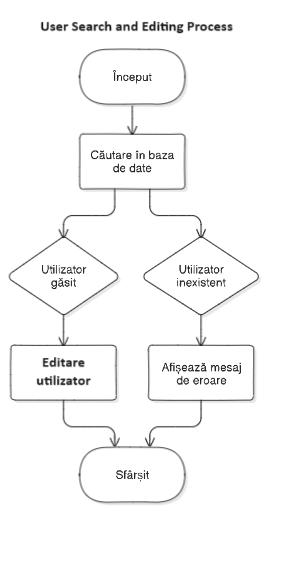 User Search and Editing Process
Început
Căutare în baza
de date
Utilizator
găsit
Utilizator
inexistent
Editare
utilizator
Afișează mesaj
de eroare
Sfârșit